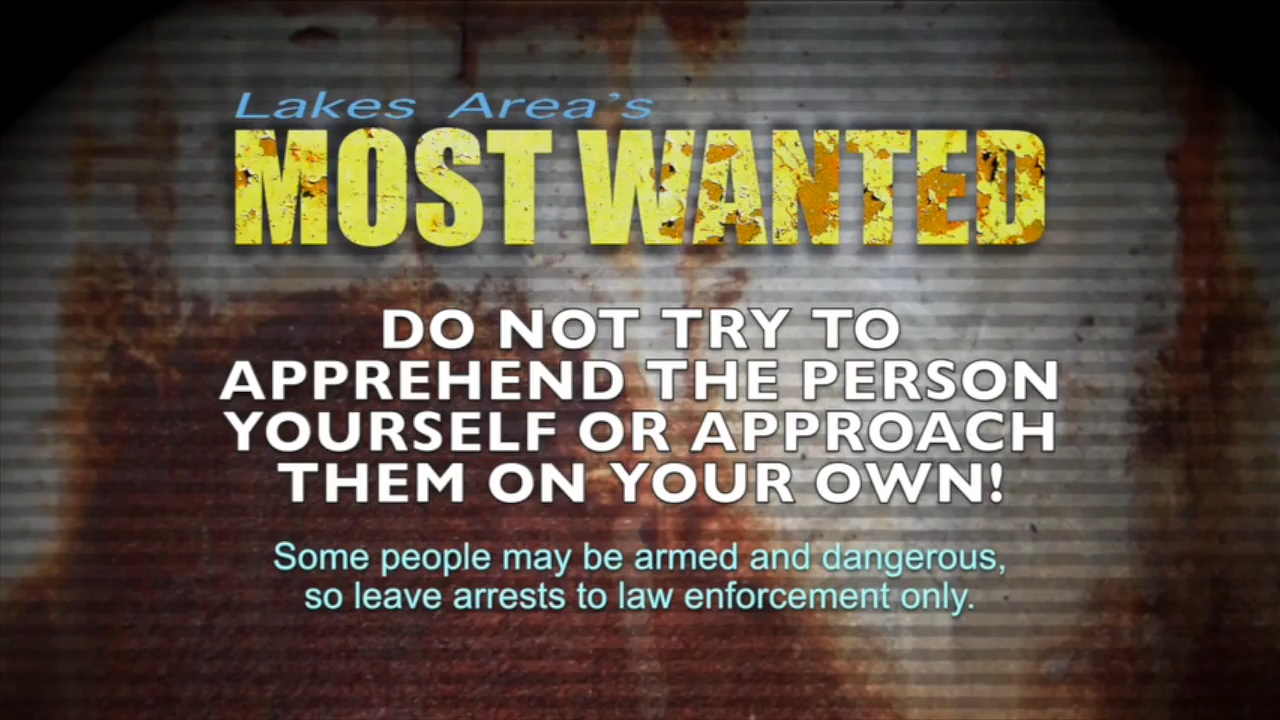 Lakes Area's
MOST WANTED
DO NOT TRY TO
APPREHEND THE PERSON
YOURSELF OR APPROACH
THEM ON YOUR OWN!
Some people may be armed and dangerous,
so leave arrests to law enforcement only.